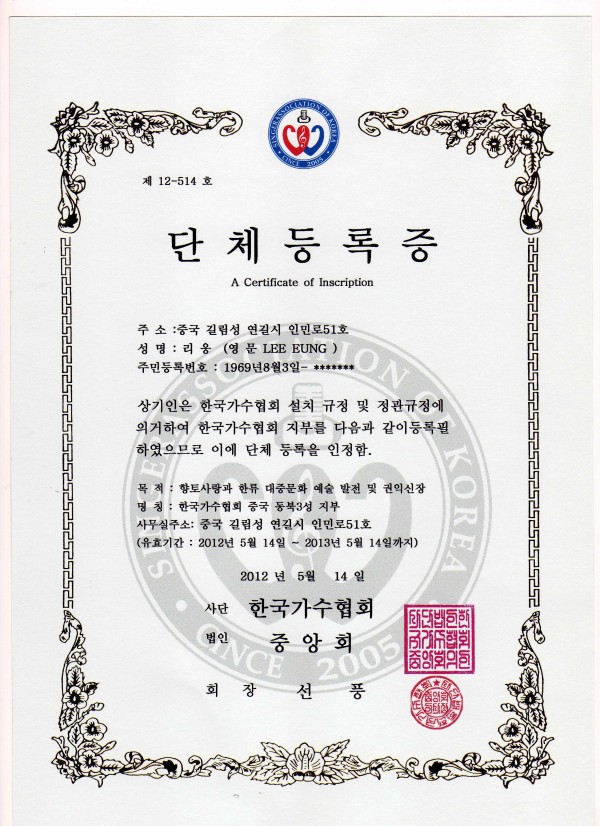 SINGERASSOCIATION OF KOREA
CINCE 2005
제 12-514 호
단체등록증
A Certificate of Inscription
주 소 :중국 길림성 연길시 인민로51호
성 명 : 리 웅 (영 문 LEE EUNG )
주민등록번호 : 1969년8월3일- *******
상기인은 한국가수협회 설치 규정 및 정관규정에
의거하여 한국가수협회 지부를 다음과 같이등록필
하였으므로 이에 단체 등록을 인정함.
목 적 : 향토사랑과 한류 대중문화 예술 발전 및 권익신장
명 칭 : 한국가수협회 중국 동북3성 지부
사무실주소: 중국 길림성 연길시 인민로51호
(유효기간 : 2012년 5월 14일 ~ 2013년 5월 14일까지)
2012 년 5월 14 일
사단 한국가수협회
법인 중앙회
회 장 선 풍
SINGERASSOCIATION OF KOREA
CINCE 2005